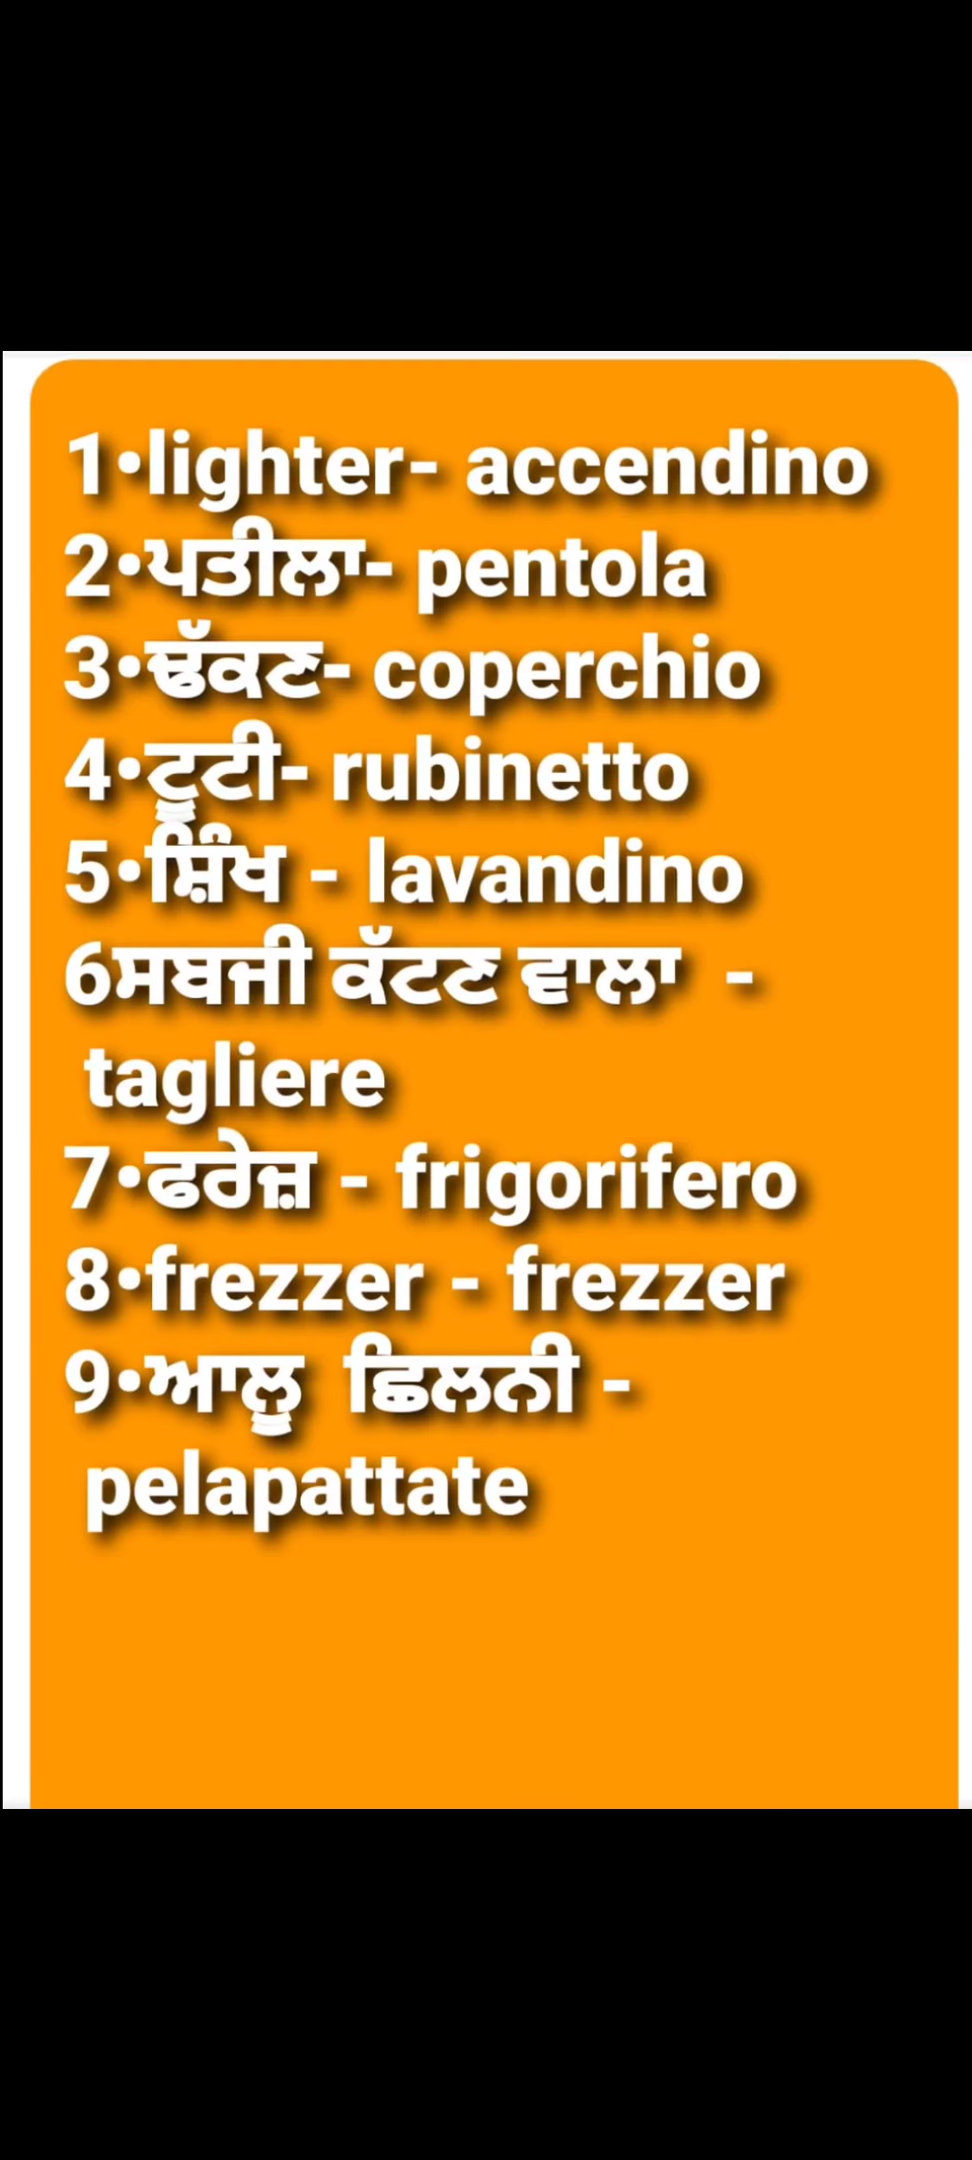 1•lighter- accendino
2•ਪਤੀਲਾ- pentola
3•ਢੱਕਣ- coperchio
4•ਟੂਟੀ- rubinetto
5•ਸ਼ਿੰਖ - lavandino
6ਸਬਜੀ ਕੱਟਣ ਵਾਲਾ -
tagliere
7•ਫਰੇਜ਼ - frigorifero
8•frezzer - frezzer
9•ਆਲੂ ਛਿਲਨੀ -
pelapattate